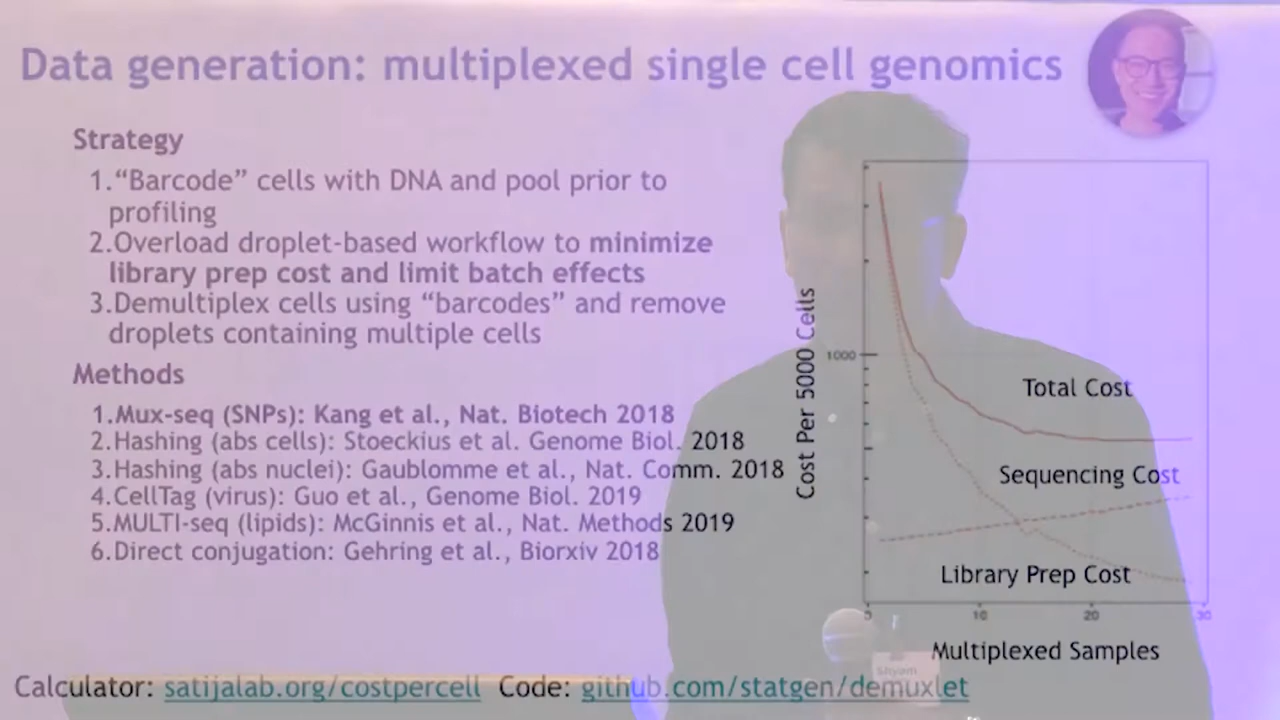 Data generation: multiplexed single cell genomics
Strategy
1.“Barcode” cells with DNA and pool prior to
profiling
2.Overload droplet-based workflow to minimize
library prep cost and limit batch effects
3.Demultiplex cells using “barcodes” and remove
droplets containing multiple cells
Methods
1.Mux-seq (SNPs): Kang et al., Nat. Biotech 2018
2.Hashing (abs cells): Stoeckius et al. Genome Biol. 2018
3.Hashing (abs nuclei): Gaublomme et al., Nat. Comm. 2018
4.CellTag (virus): Guo et al., Genome Biol. 2019
5.MULTI-seq (lipids): McGinnis et al., Nat. Methods 2019
6.Direct conjugation: Gehring et al., Biorxiv 2018
Cost Per 5000 Cells
1000
Total Cost
Sequencing Cost
Library Prep Cost
0 10 20 30
Multiplexed Samples
Shyam
Calculator: satijalab.org/costpercell Code: github.com/statgen/demuxlet